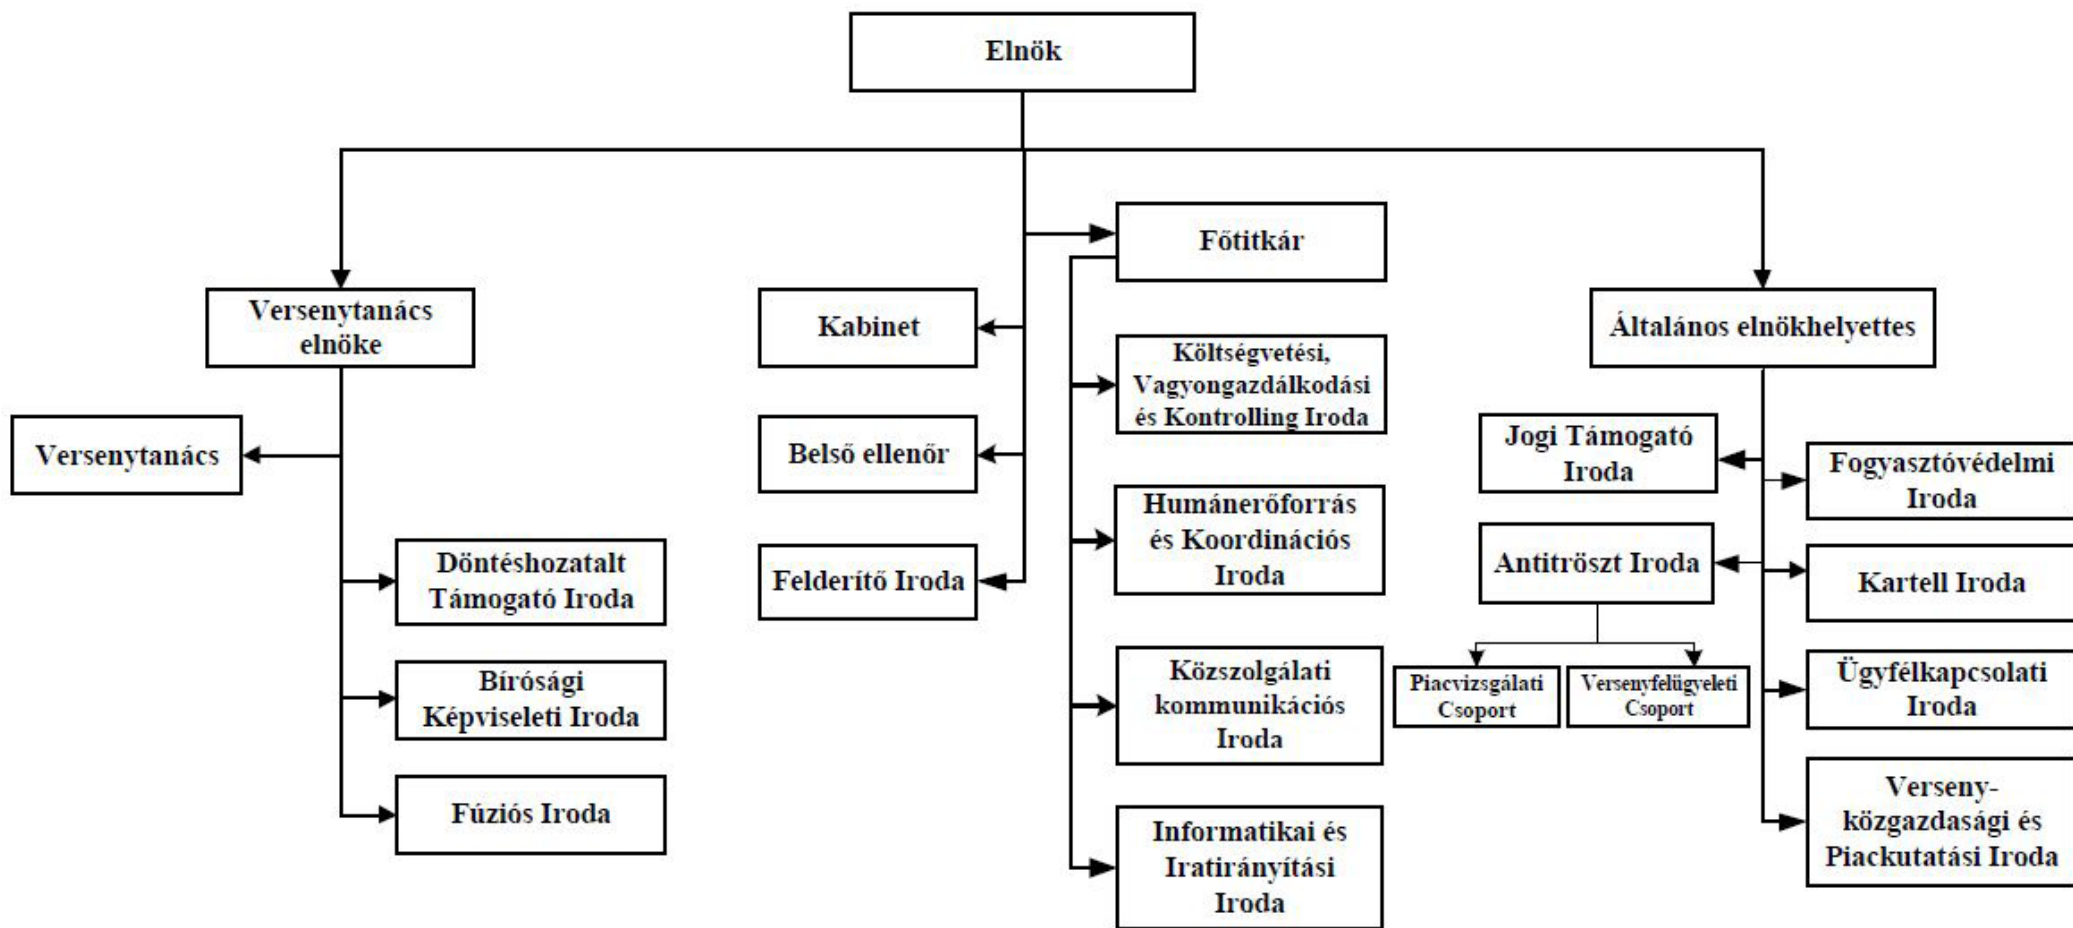 Elnök
Versenytanács
elnöke
Versenytanács
Döntéshozatalt
Támogató Iroda
Bírósági
Képviseleti Iroda
Fúziós Iroda
Kabinet
Belső ellenőr
Felderítő Iroda
Főtitkár
Költségvetési,
Vagyongazdálkodási
és Kontrolling Iroda
Humánerőforrás
és Koordinációs
Iroda
Közszolgálati
kommunikációs
Iroda
Informatikai és
Iratirányítási
Iroda
Általános elnökhelyettes
Jogi Támogató
Iroda
Antitröszt Iroda
Piacvizsgálati
Csoport
Versenyfelügyeleti
Csoport
Fogyasztóvédelmi
Iroda
Kartell Iroda
Ügyfélkapcsolati
Iroda
Verseny-
közgazdasági és
Piackutatási Iroda